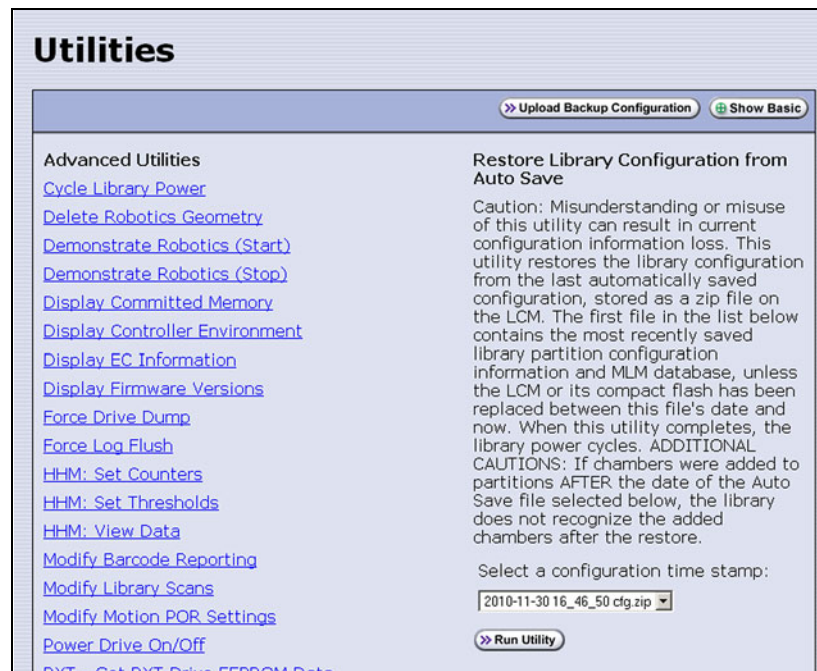 Utilities
Upload Backup Configuration
Show Basic
Advanced Utilities
Cycle Library Power
Delete Robotics Geometry
Demonstrate Robotics (Start)
Demonstrate Robotics (Stop)
Display Committed Memory
Display Controller Environment
Display EC Information
Display Firmware Versions
Force Drive Dump
Force Log Flush
HHM: Set Counters
HHM: Set Thresholds
HHM: View Data
Modify Barcode Reporting
Modify Library Scans
Modify Motion POR Settings
Power Drive On/Off
Restore Library Configuration from
Auto Save
Caution: Misunderstanding or misuse
of this utility can result in current
configuration information loss. This
utility restores the library configuration
from the last automatically saved
configuration, stored as a zip file on
the LCM. The first file in the list below
contains the most recently saved
library partition configuration
information and MLM database, unless
the LCM or its compact flash has been
replaced between this file's date and
now. When this utility completes, the
library power cycles. ADDITIONAL
CAUTIONS: If chambers were added to
partitions AFTER the date of the Auto
Save file selected below, the library
does not recognize the added
chambers after the restore.
Select a configuration time stamp:
2010-11-30 16_46_50 cfg.zip
Run Utility